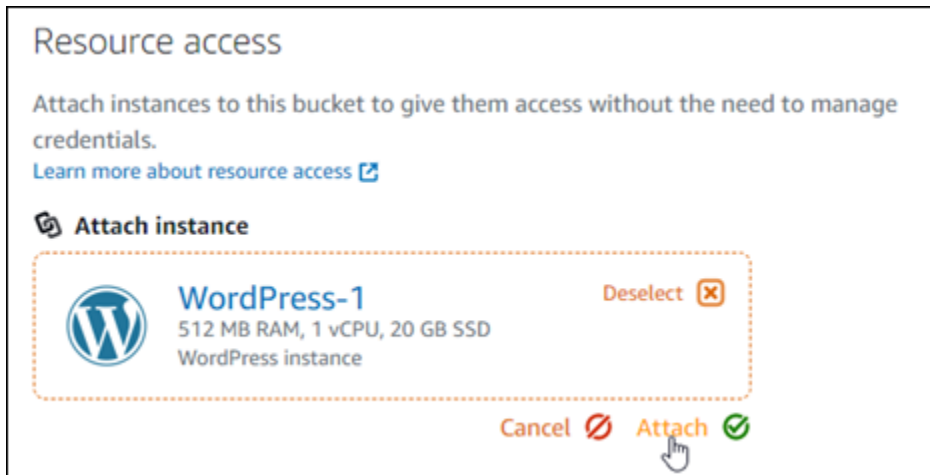 Resource access
Attach instances to this bucket to give them access without the need to manage
credentials.
Learn more about resource access
Attach instance
WordPress-1
Deselect
512 MB RAM, 1 vCPU, 20 GB SSD
WordPress instance
Cancel Attach